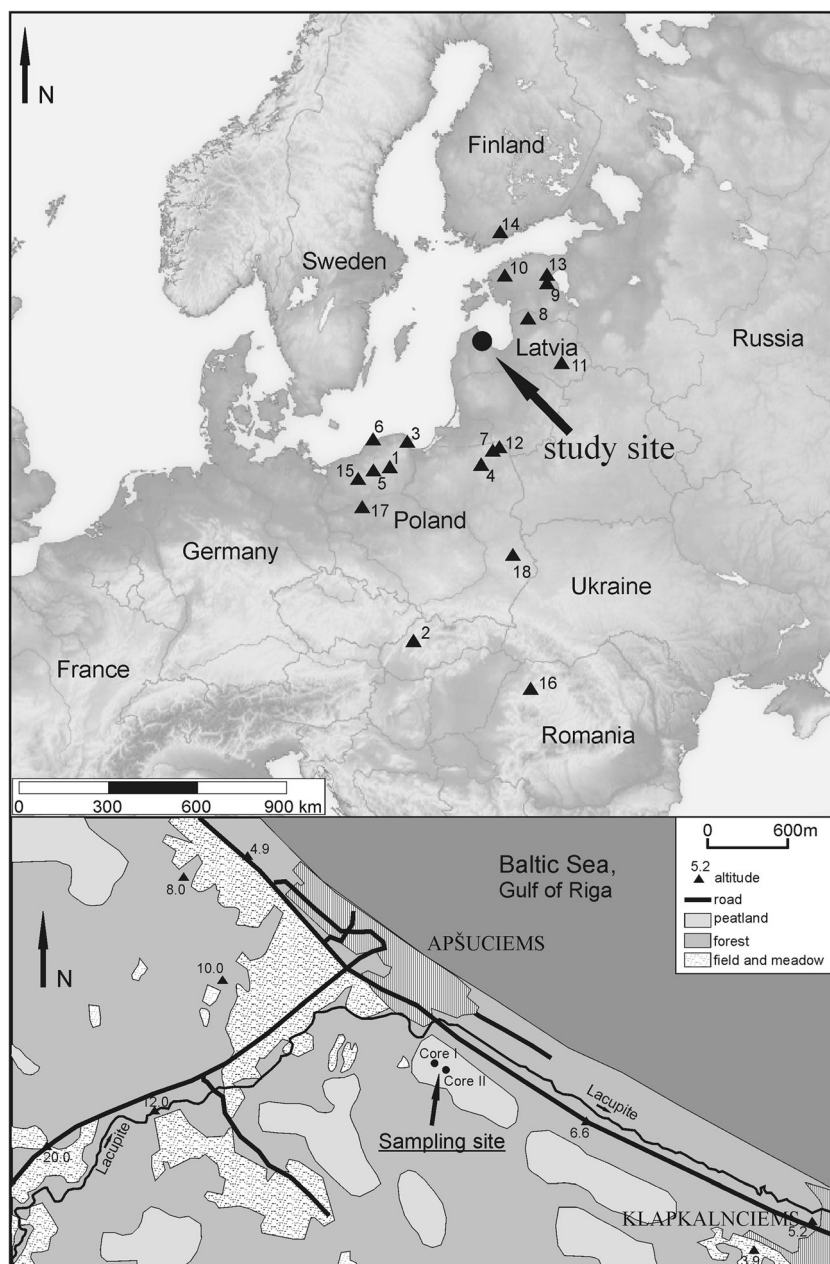 N
Finland
14
Sweden
10
13
9
8
Latvia
11
Russia
study site
6
3
7
12
1
15
5
4
17
Poland
Germany
18
Ukraine
2
France
16
Romania
0 300 600 900 km
0 600m
5.2
altitude
road
peatland
forest
field and meadow
Baltic Sea,
Gulf of Riga
4.9
8.0
APŠUCIEMS
10.0
N
Core I
Core II
Lacupite
12.0
Sampling site
6.6
20.0
Lacupite
KLAPKALNCIEMS
5.2
3.9